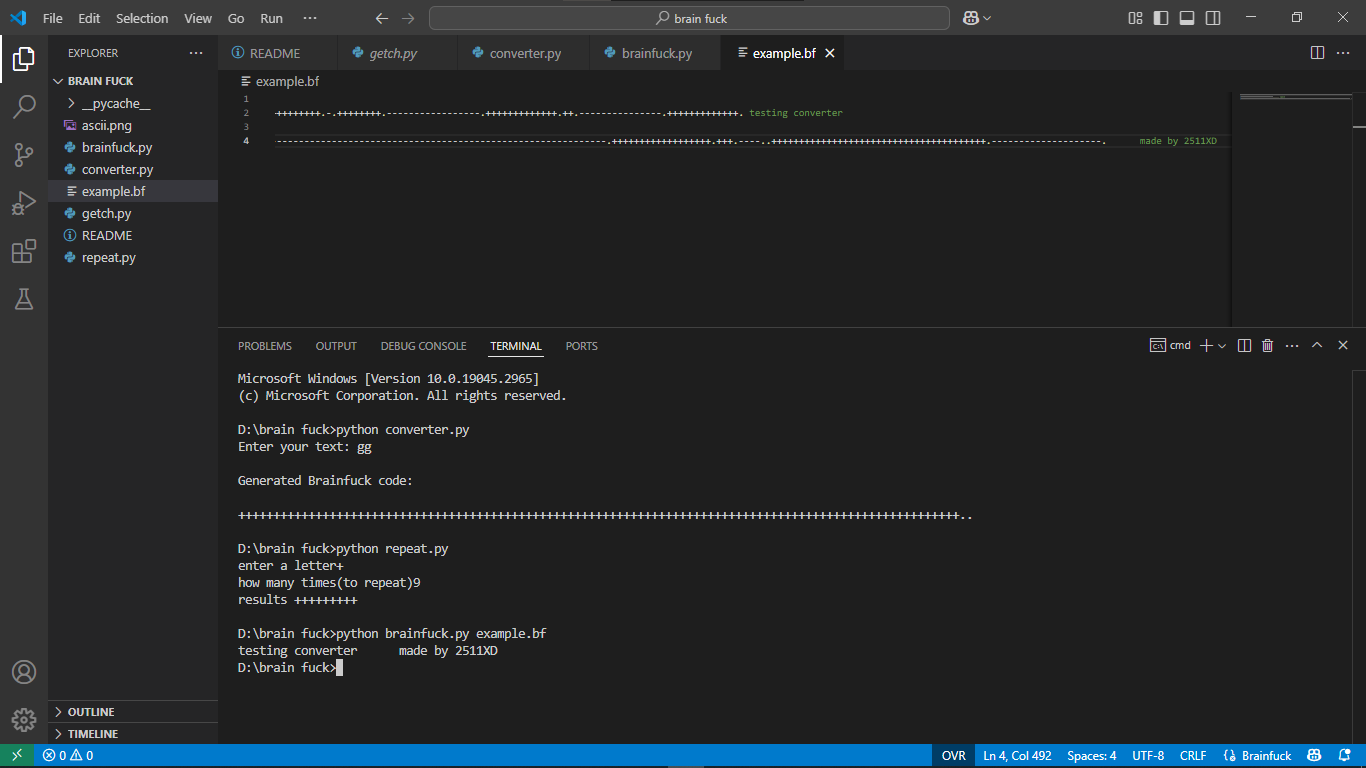 File Edit Selection View Go Run ··· brain fuck
EXPLORER ···
BRAIN FUCK
__pycache__
ascii.png
brainfuck.py
converter.py
example.bf
getch.py
README
repeat.py
OUTLINE
TIMELINE
README getch.py converter.py brainfuck.py example.bf
example.bf
1
2 testing converter
3
4 made by 2511XD
PROBLEMS OUTPUT DEBUG CONSOLE TERMINAL PORTS cmd
Microsoft Windows [Version 10.0.19045.2965]
(c) Microsoft Corporation. All rights reserved.
D:\brain fuck>python converter.py
Enter your text: gg
Generated Brainfuck code:
+++++++++++++++++++++++++++++++++++++++++++++++++++++++++++++++++++++++++++++++++++++++++++++++++++++++..
D:\brain fuck>python repeat.py
enter a letter+
how many times(to repeat)9
results +++++++++
D:\brain fuck>python brainfuck.py example.bf
testing converter      made by 2511XD
D:\brain fuck>
0 0 OVR Ln 4, Col 492 Spaces: 4 UTF-8 CRLF Brainfuck